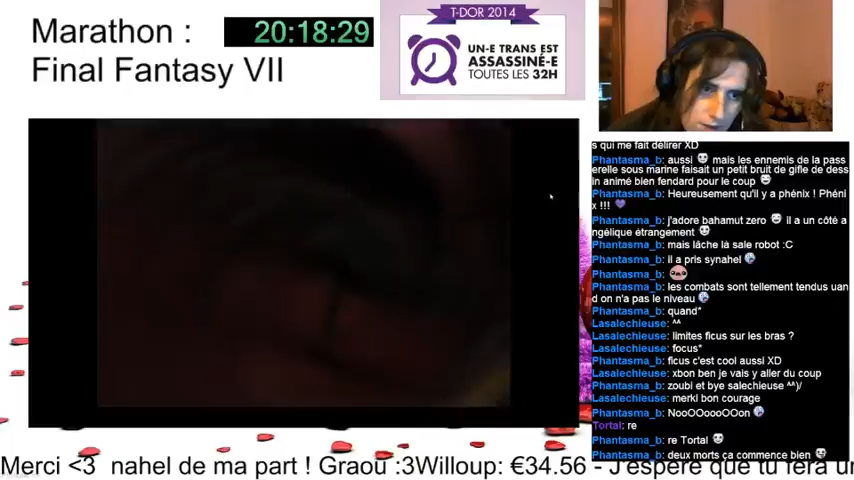 Marathon :
Final Fantasy VII
20:18:29
T-DOR 2014
UN-E TRANS EST
ASSASSINÉ-E
TOUTES LES 32H
s qui me fait délirer XD
Phantasma_b: aussi mais les ennemis de la pass
erelle sous marine faisait un petit bruit de gifle de dess
in animé bien fendard pour le coup
Phantasma_b: Heureusement qu'il y a phénix ! Phéni
x !!!
Phantasma_b: j'adore bahamut zero il a un côté a
ngélique étrangement
Phantasma_b: mais lâche là sale robot :C
Phantasma_b: il a pris synahel
Phantasma_b:
Phantasma_b: les combats sont tellement tendus uan
d on n'a pas le niveau
Phantasma_b: quand*
Lasalechieuse: ^^
Lasalechieuse: limites ficus sur les bras ?
Lasalechieuse: focus*
Phantasma_b: ficus c'est cool aussi XD
Lasalechieuse: xbon ben je vais y aller du coup
Phantasma_b: zoubi et bye salechieuse ^^)/
Lasalechieuse: merki bon courage
Phantasma_b: NooOOoooOOon
Tortal: re
Phantasma_b: re Tortal
Phantasma_b: deux morts ça commence bien
Merci <3 nahel de ma part ! Graou :3Willoup: €34.56 - J'espère que tu fera un